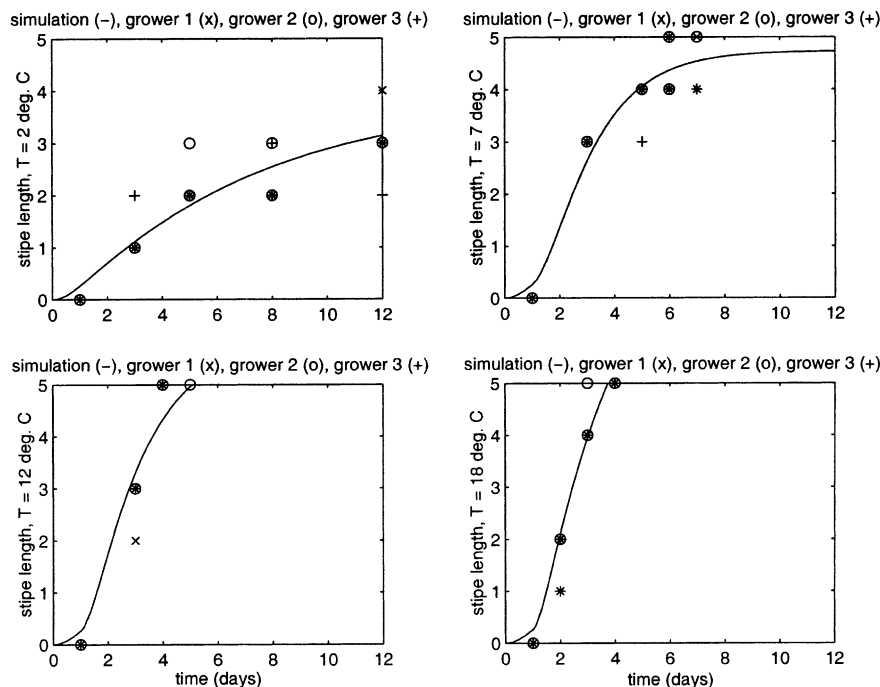 simulation (−), grower 1 (x), grower 2 (o), grower 3 (+)
stipe length, T = 2 deg. C
5
4
3
2
1
0
0 2 4 6 8 10 12
simulation (−), grower 1 (x), grower 2 (o), grower 3 (+)
stipe length, T = 7 deg. C
5
4
3
2
1
0
0 2 4 6 8 10 12
simulation (−), grower 1 (x), grower 2 (o), grower 3 (+)
stipe length, T = 12 deg. C
5
4
3
2
1
0
0 2 4 6 8 10 12
time (days)
simulation (−), grower 1 (x), grower 2 (o), grower 3 (+)
stipe length, T = 18 deg. C
5
4
3
2
1
0
0 2 4 6 8 10 12
time (days)